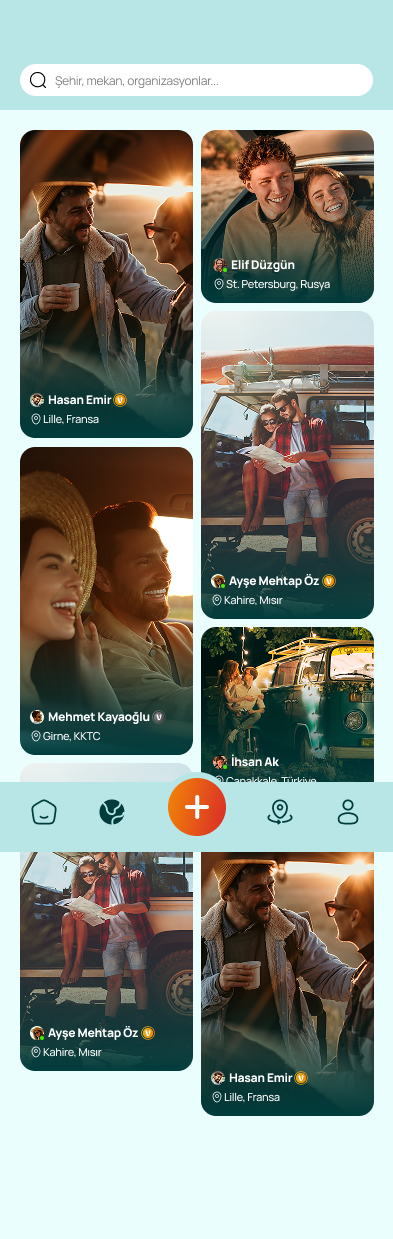 Şehir, mekan, organizasyonlar...
Hasan Emir
Lille, Fransa
Elif Düzgün
St. Petersburg, Rusya
Ayşe Mehtap Öz
Kahire, Mısır
Mehmet Kayaoğlu
Girne, KKTC
İhsan Ak
Çanakkale, Türkiye
Ayşe Mehtap Öz
Kahire, Mısır
Hasan Emir
Lille, Fransa